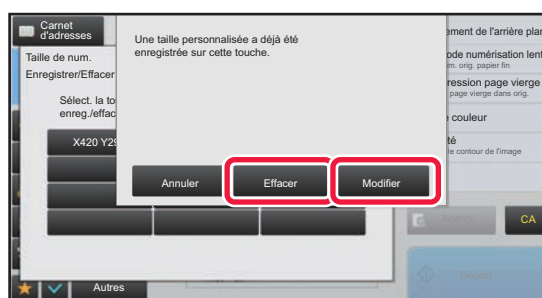 Carnet
d'adresses
Taille de num.
Enregistrer/Effacer
Sélect. la to
enreg./effac
X420 Y29
Une taille personnalisée a déjà été
enregistrée sur cette touche.
Annuler
Effacer
Modifier
ement de l'arrière plan
ode numérisation lent
m. orig. papier fin
ression page vierge
page vierge dans orig.
couleur
té
le contour de l'image
Aperçu
CA
Départ
Autres